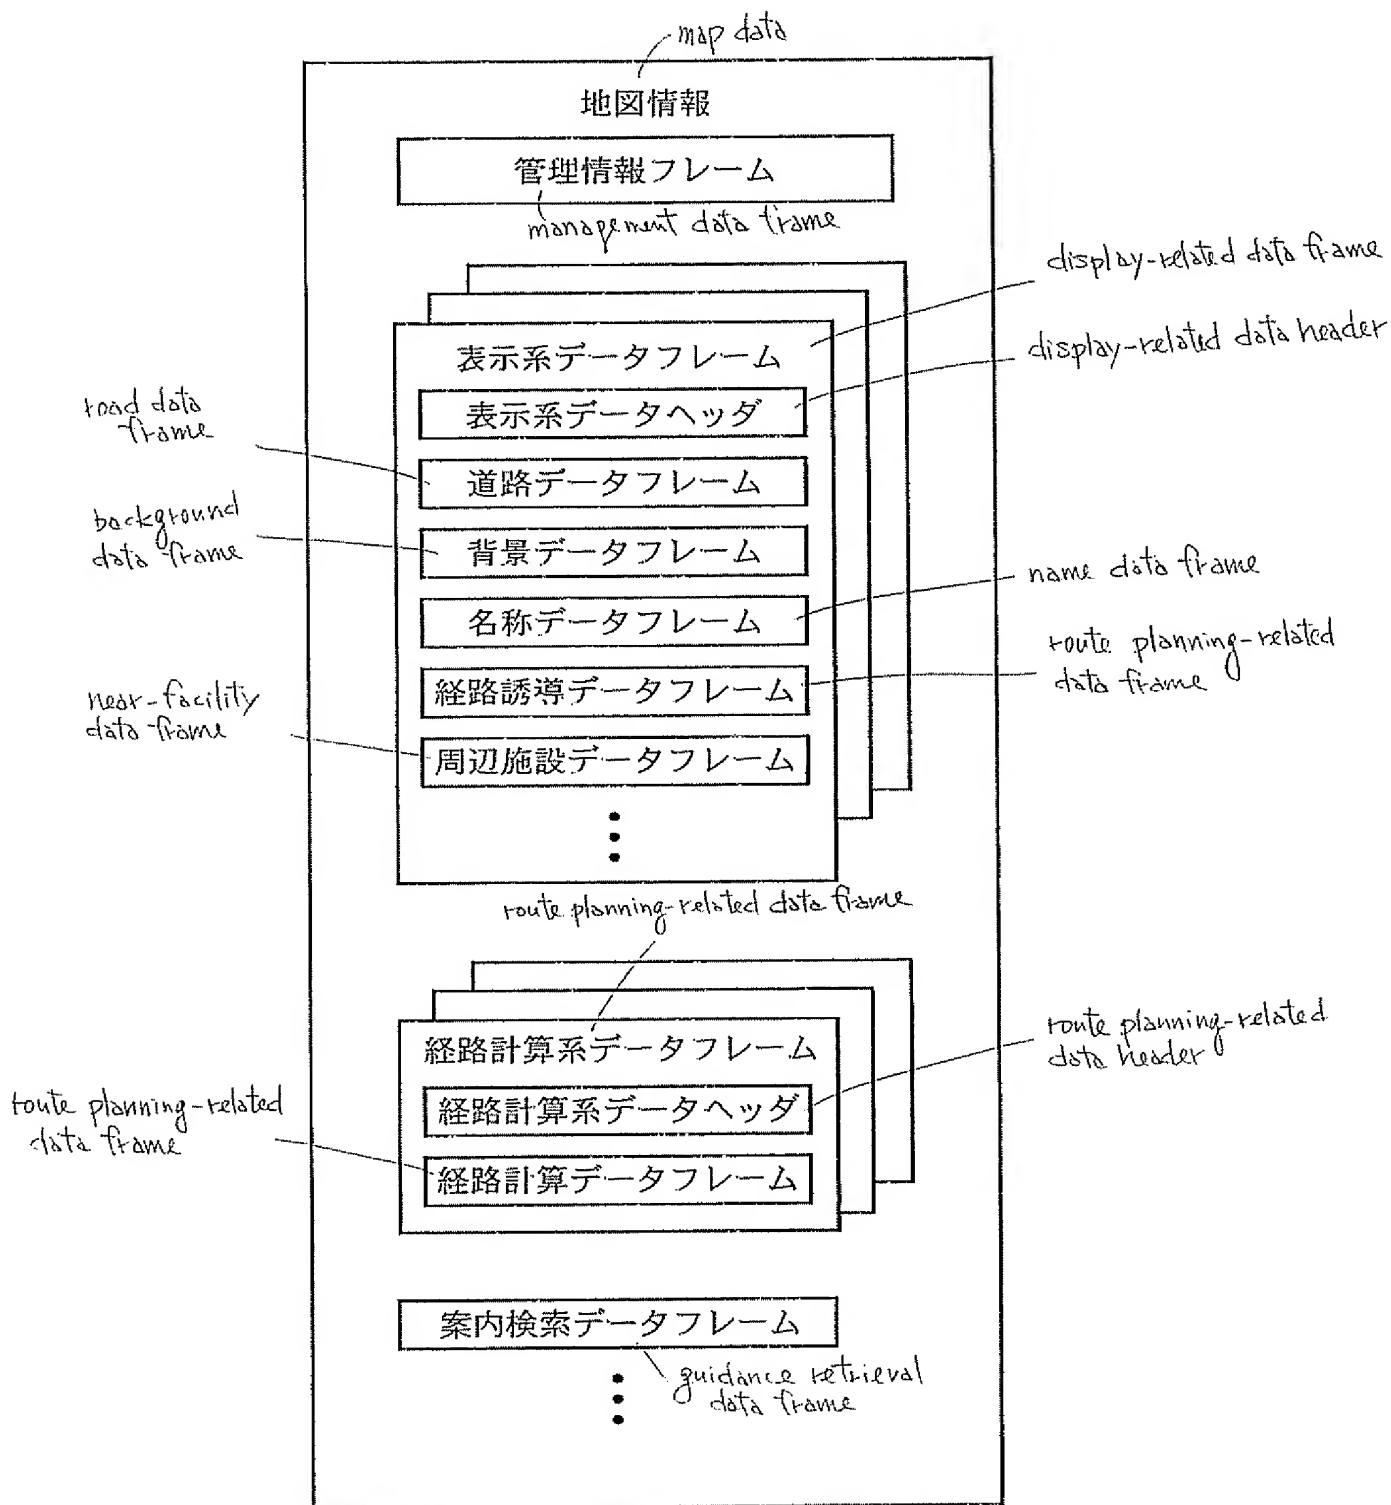 map data
地図情報
管理情報フレーム
management data frame
display-related data frame
表示系データフレーム
display-related data header
表示系データヘッダ
road data
frame
道路データフレーム
background
data frame
背景データフレーム
name data frame
名称データフレーム
route planning-related
data frame
経路誘導データフレーム
near-facility
data frame
周辺施設データフレーム
route planning-related data frame
経路計算系データフレーム
route planning-related
data header
経路計算系データヘッダ
route planning-related
data frame
経路計算データフレーム
案内検索データフレーム
guidance retrieval
data frame